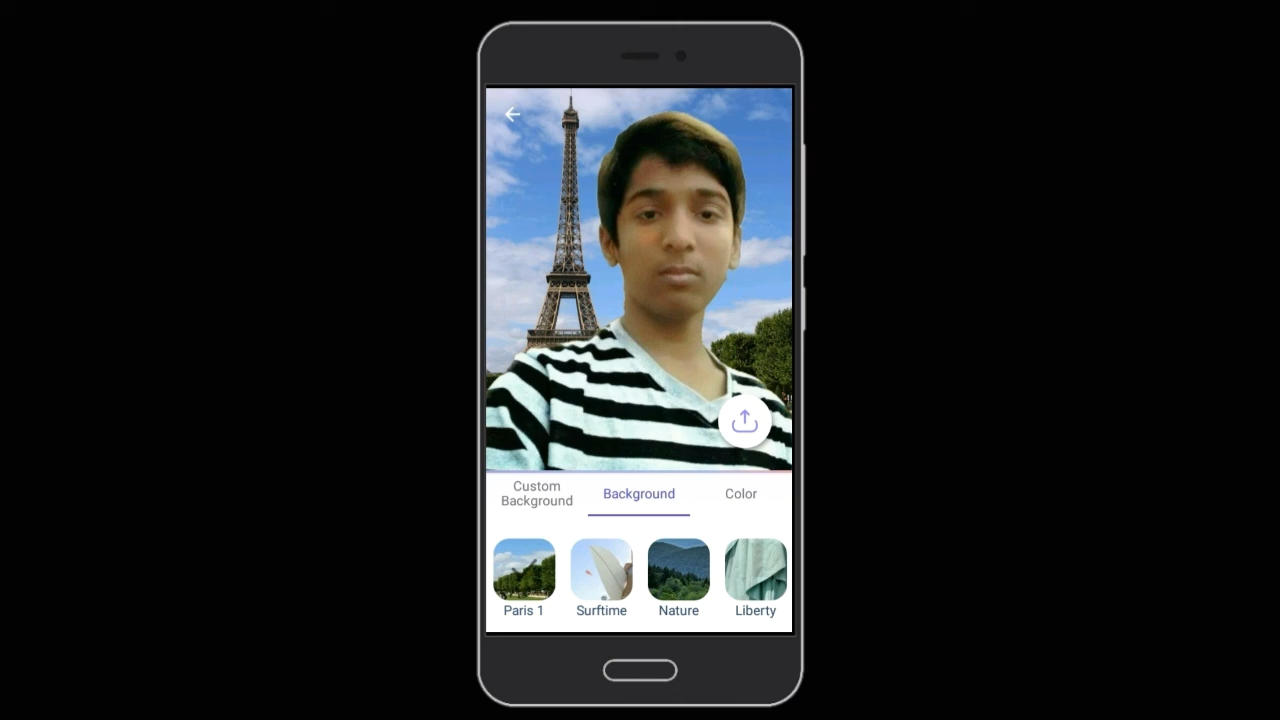 Custom
Background
Background
Color
Paris 1
Surftime
Nature
Liberty